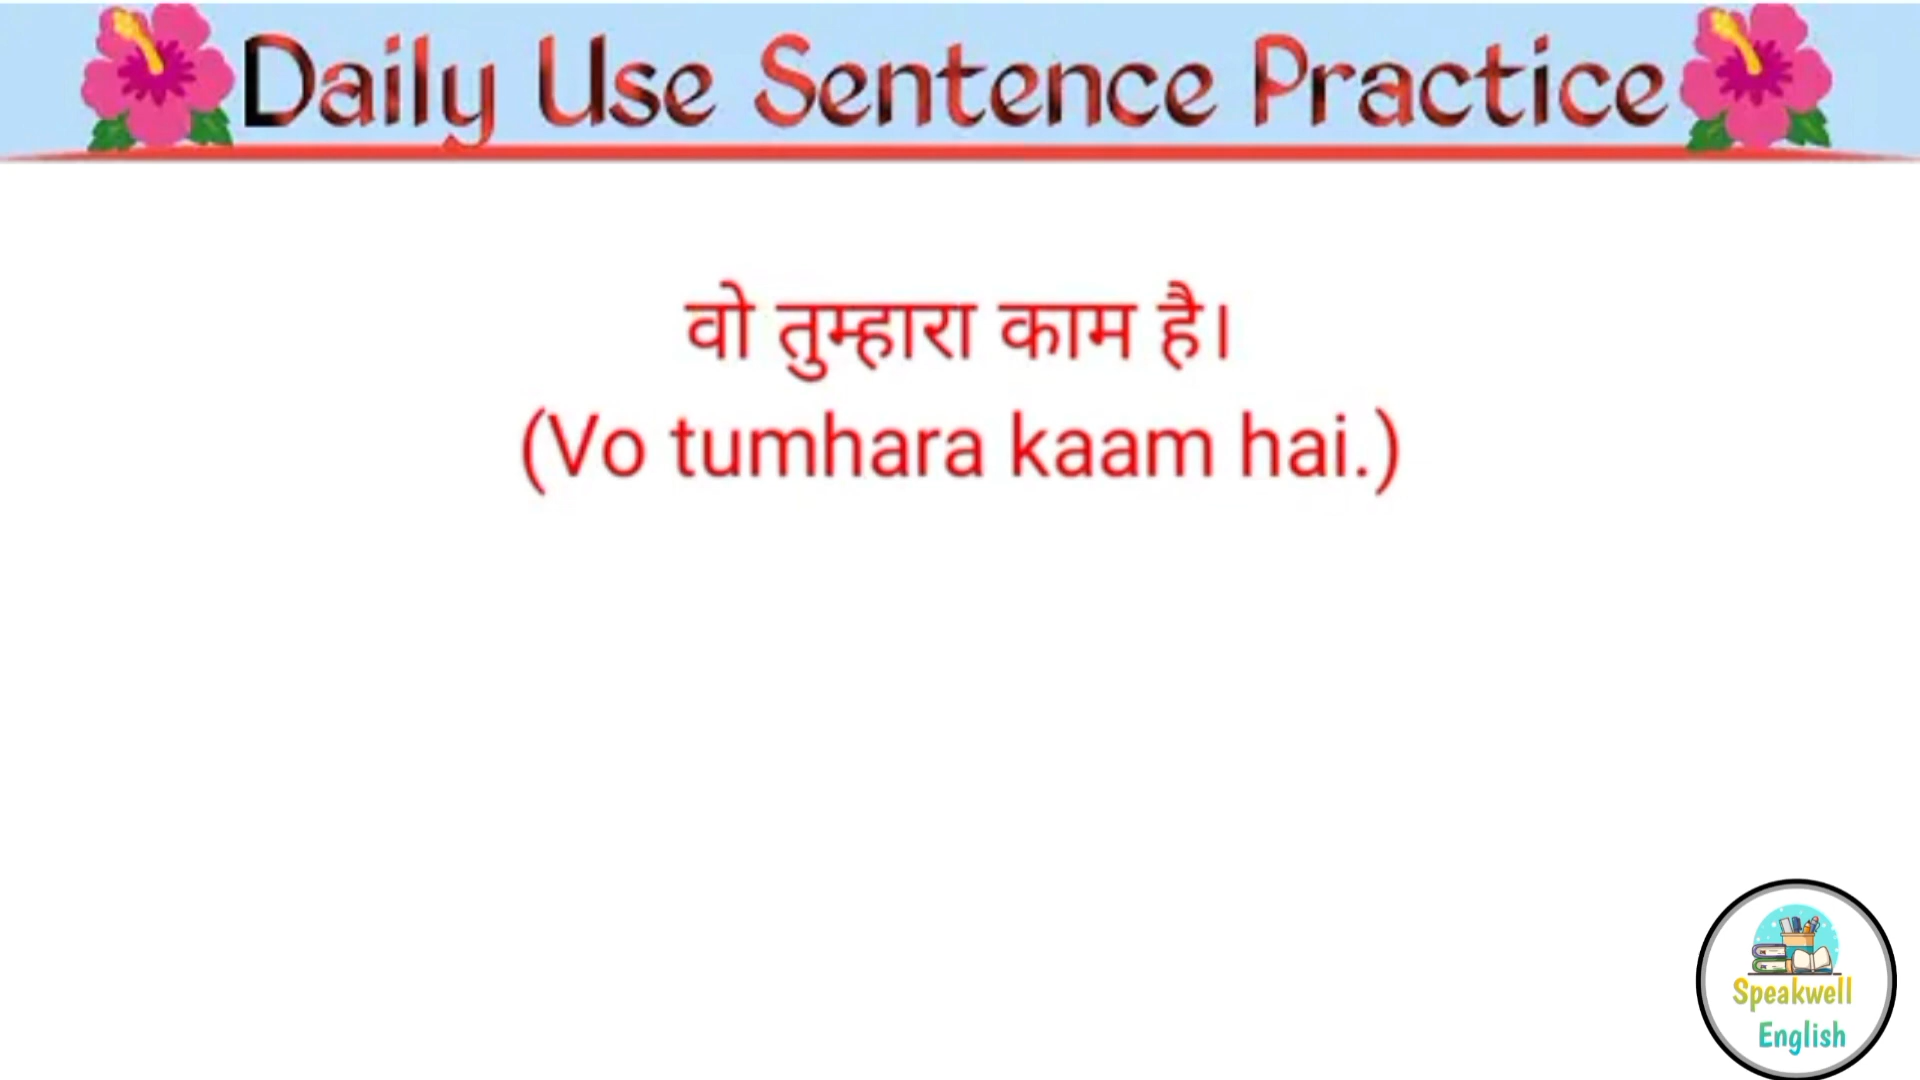 Daily Use Sentence Practice
वो तुम्हारा काम है।
(Vo tumhara kaam hai.)
Speakwell
English